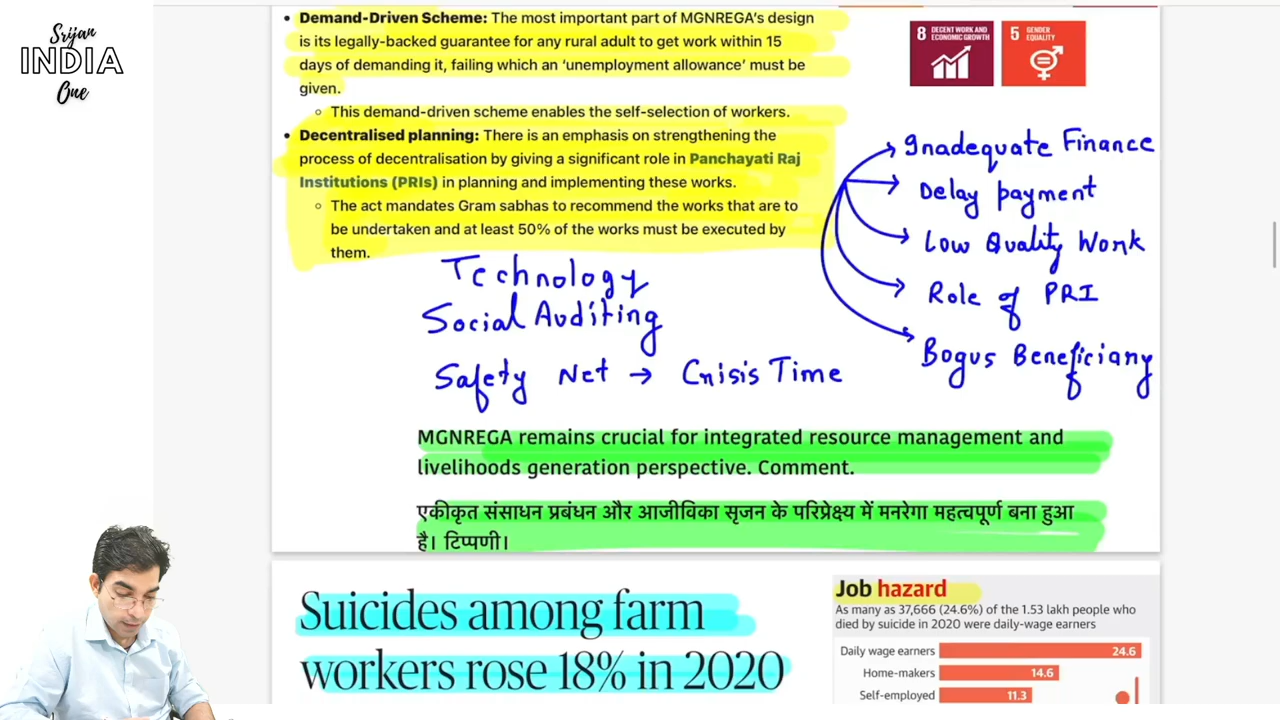 Srijan
INDIA
One
• Demand-Driven Scheme: The most important part of MGNREGA's design
is its legally-backed guarantee for any rural adult to get work within 15
days of demanding it, failing which an 'unemployment allowance' must be
given.
○ This demand-driven scheme enables the self-selection of workers.
• Decentralised planning: There is an emphasis on strengthening the
process of decentralisation by giving a significant role in Panchayati Raj
Institutions (PRIs) in planning and implementing these works.
○ The act mandates Gram sabhas to recommend the works that are to
be undertaken and at least 50% of the works must be executed by
them.
8 DECENT WORK AND
ECONOMIC GROWTH
5 GENDER
EQUALITY
Inadequate Finance
Delay payment
Low Quality Work
Role of PRI
Bogus Beneficiary
Technology
Social Auditing
Safety Net → Crisis Time
MGNREGA remains crucial for integrated resource management and
livelihoods generation perspective. Comment.
एकीकृत संसाधन प्रबंधन और आजीविका सृजन के परिप्रेक्ष्य में मनरेगा महत्वपूर्ण बना हुआ
है। टिप्पणी।
Suicides among farm
workers rose 18% in 2020
Job hazard
As many as 37,666 (24.6%) of the 1.53 lakh people who
died by suicide in 2020 were daily-wage earners
Daily wage earners 24.6
Home-makers 14.6
Self-employed 11.3